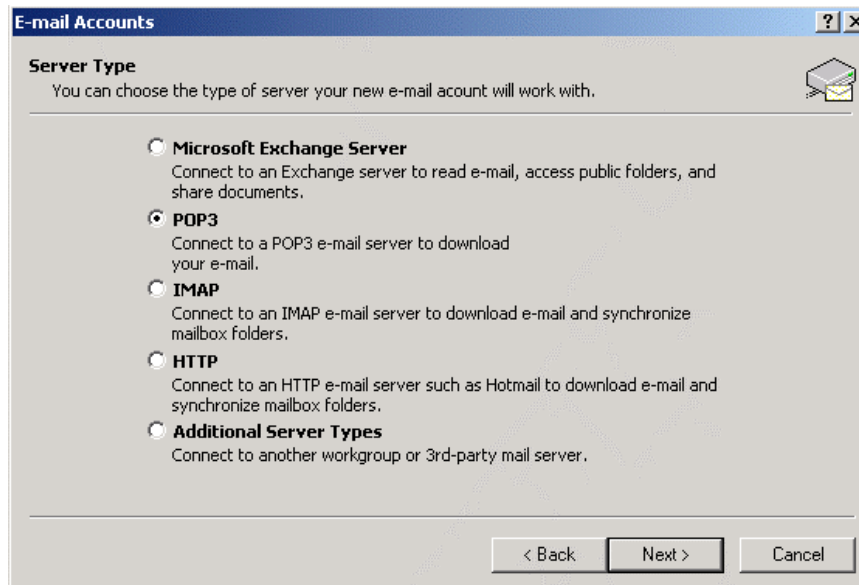 E-mail Accounts
Server Type
You can choose the type of server your new e-mail acount will work with.
Microsoft Exchange Server
Connect to an Exchange server to read e-mail, access public folders, and
share documents.
POP3
Connect to a POP3 e-mail server to download
your e-mail.
IMAP
Connect to an IMAP e-mail server to download e-mail and synchronize
mailbox folders.
HTTP
Connect to an HTTP e-mail server such as Hotmail to download e-mail and
synchronize mailbox folders.
Additional Server Types
Connect to another workgroup or 3rd-party mail server.
< Back Next > Cancel